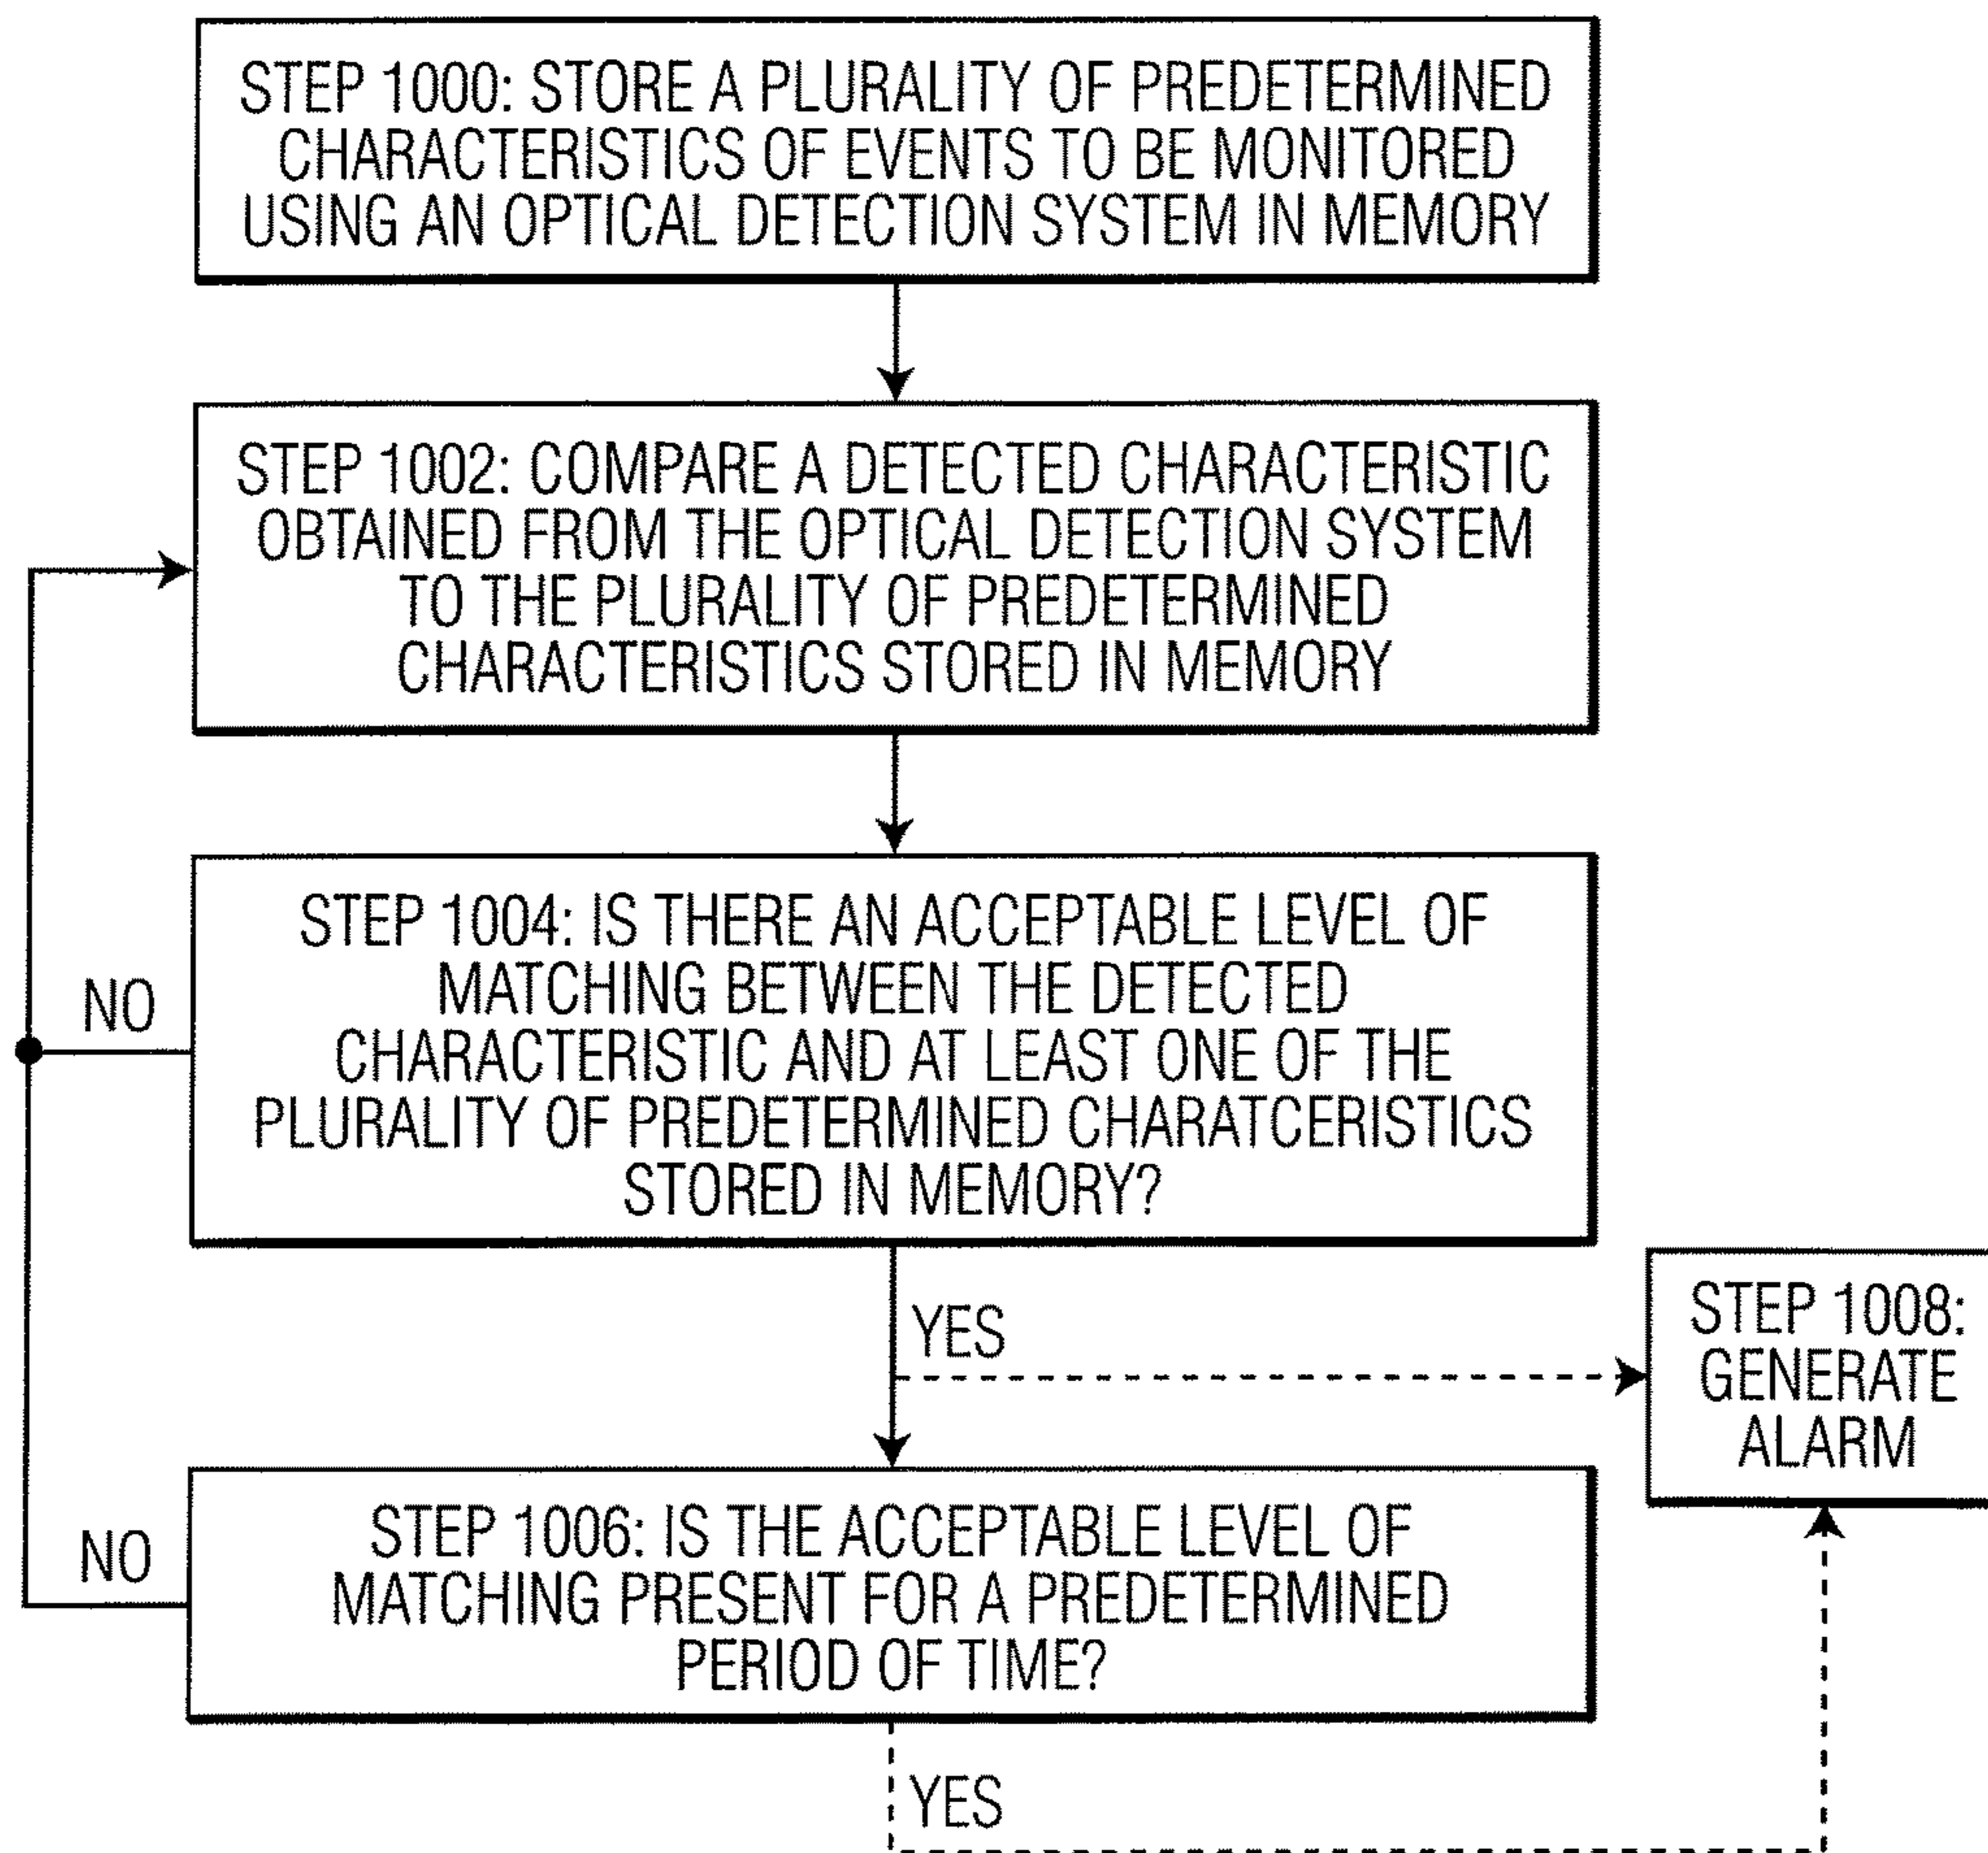 STEP 1000: STORE A PLURALITY OF PREDETERMINED
CHARACTERISTICS OF EVENTS TO BE MONITORED
USING AN OPTICAL DETECTION SYSTEM IN MEMORY
STEP 1002: COMPARE A DETECTED CHARACTERISTIC
OBTAINED FROM THE OPTICAL DETECTION SYSTEM
TO THE PLURALITY OF PREDETERMINED
CHARACTERISTICS STORED IN MEMORY
STEP 1004: IS THERE AN ACCEPTABLE LEVEL OF
MATCHING BETWEEN THE DETECTED
CHARACTERISTIC AND AT LEAST ONE OF THE
PLURALITY OF PREDETERMINED CHARATCERISTICS
STORED IN MEMORY?
NO
YES
STEP 1008:
GENERATE
ALARM
STEP 1006: IS THE ACCEPTABLE LEVEL OF
MATCHING PRESENT FOR A PREDETERMINED
PERIOD OF TIME?
NO
YES